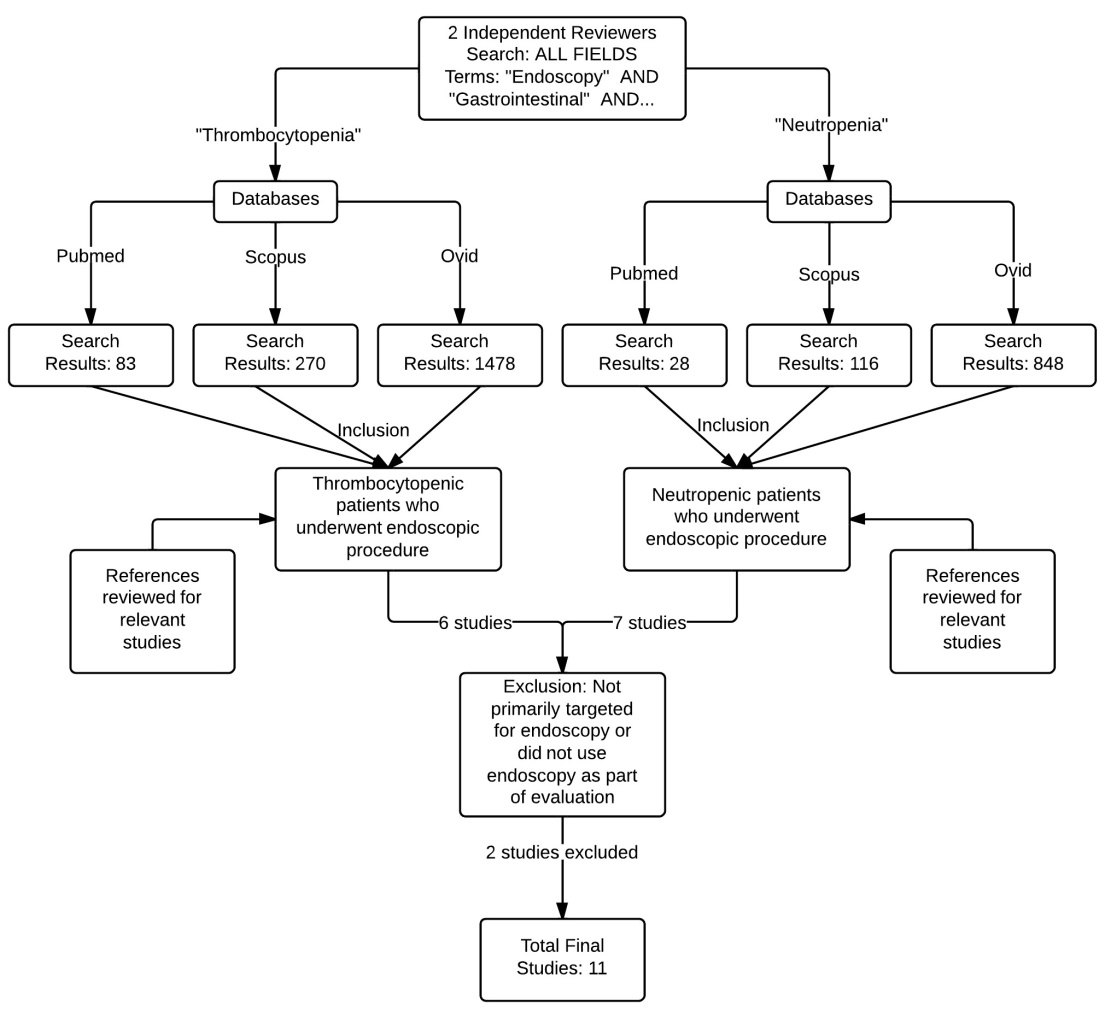 2 Independent Reviewers
Search: ALL FIELDS
Terms: "Endoscopy" AND
"Gastrointestinal" AND...
"Thrombocytopenia"
"Neutropenia"
Databases
Databases
Pubmed
Scopus
Ovid
Pubmed
Scopus
Ovid
Search
Results: 83
Search
Results: 270
Search
Results: 1478
Search
Results: 28
Search
Results: 116
Search
Results: 848
Inclusion
Inclusion
Thrombocytopenic
patients who
underwent endoscopic
procedure
Neutropenic patients
who underwent
endoscopic procedure
References
reviewed for
relevant
studies
References
reviewed for
relevant
studies
6 studies
7 studies
Exclusion: Not
primarily targeted
for endoscopy or
did not use
endoscopy as part
of evaluation
2 studies excluded
Total Final
Studies: 11